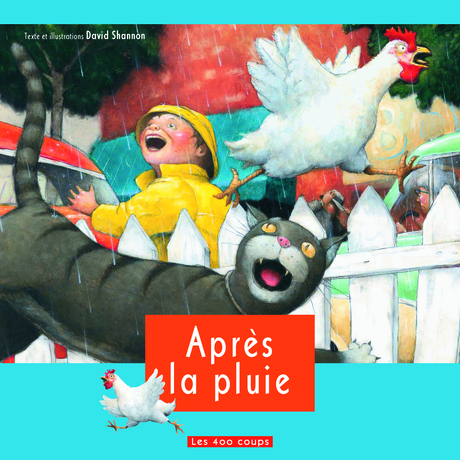 Texte et illustrations David Shannon
Après
la pluie
Les 400 coups